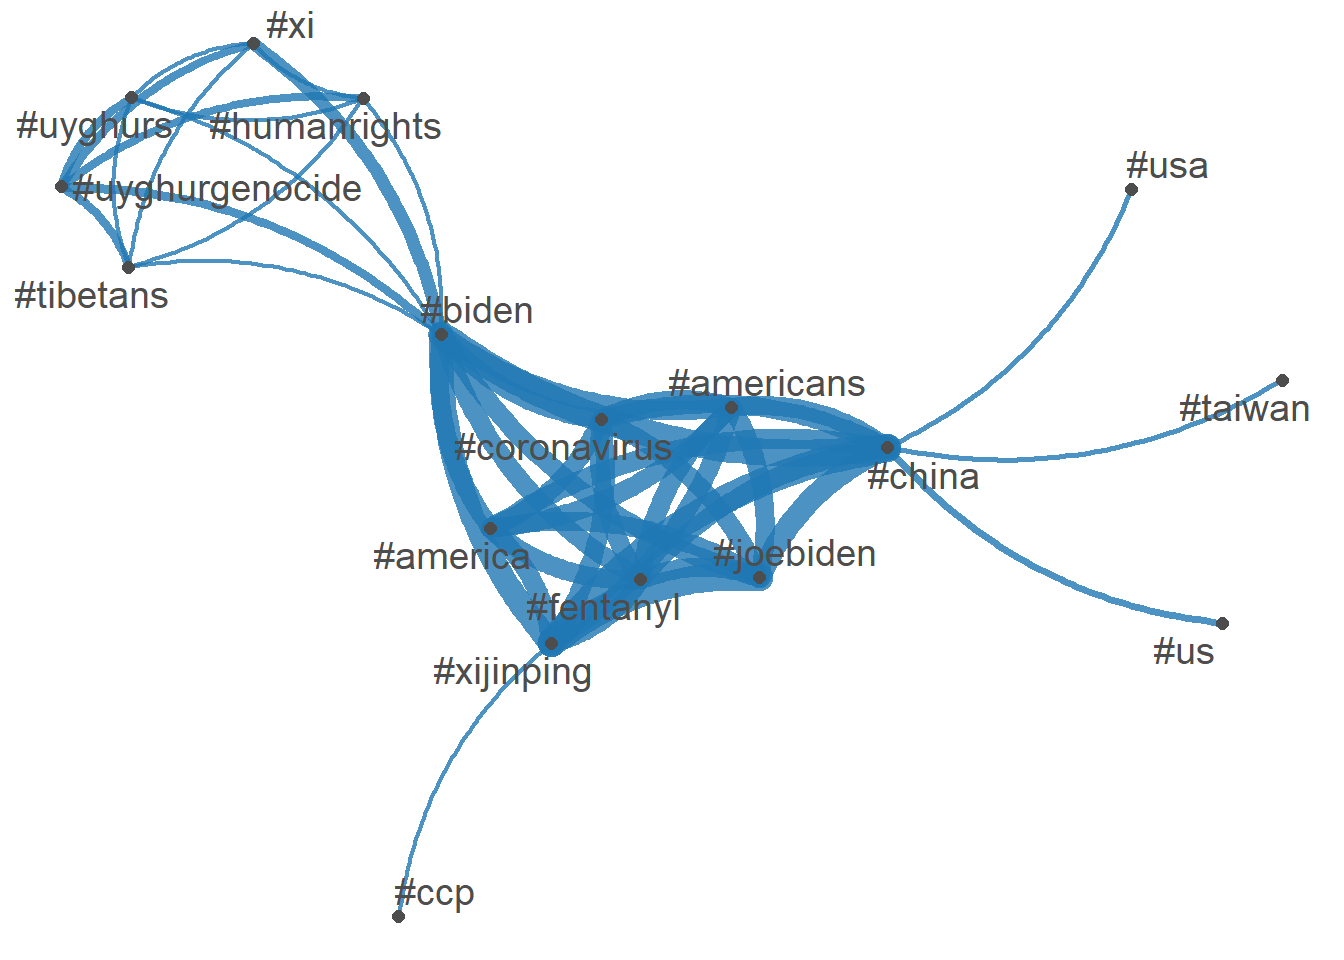 #xi
#uyghurs
#humanrights
#usa
#uyghurgenocide
#tibetans
#biden
#americans
#taiwan
#coronavirus
#china
#america
#joebiden
#fentanyl
#us
#xijinping
#ccp